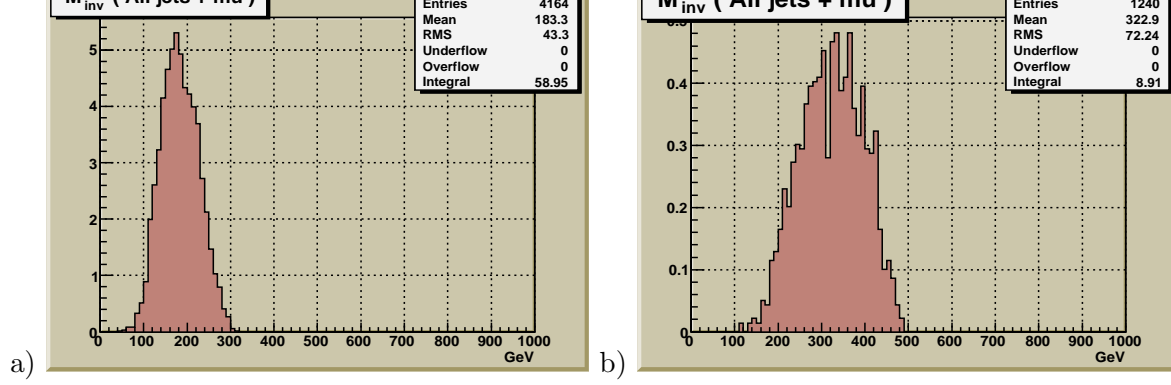 M inv ( All jets + mu )
Entries 4164
Mean 183.3
RMS 43.3
Underflow 0
Overflow 0
Integral 58.95
5
4
3
2
1
0
0 100 200 300 400 500 600 700 800 900 1000
GeV
a)
M inv ( All jets + mu )
Entries 1240
Mean 322.9
RMS 72.24
Underflow 0
Overflow 0
Integral 8.91
0.5
0.4
0.3
0.2
0.1
0
0 100 200 300 400 500 600 700 800 900 1000
GeV
b)